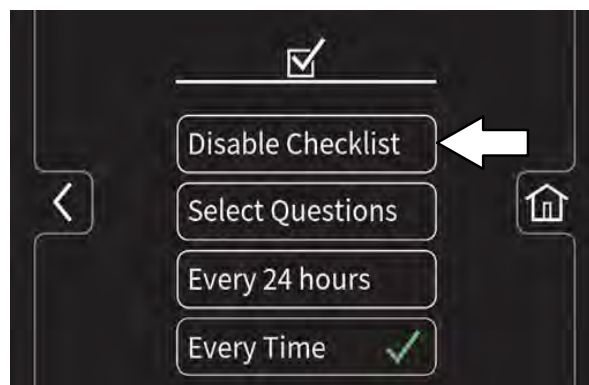 Disable Checklist
Select Questions
Every 24 hours
Every Time